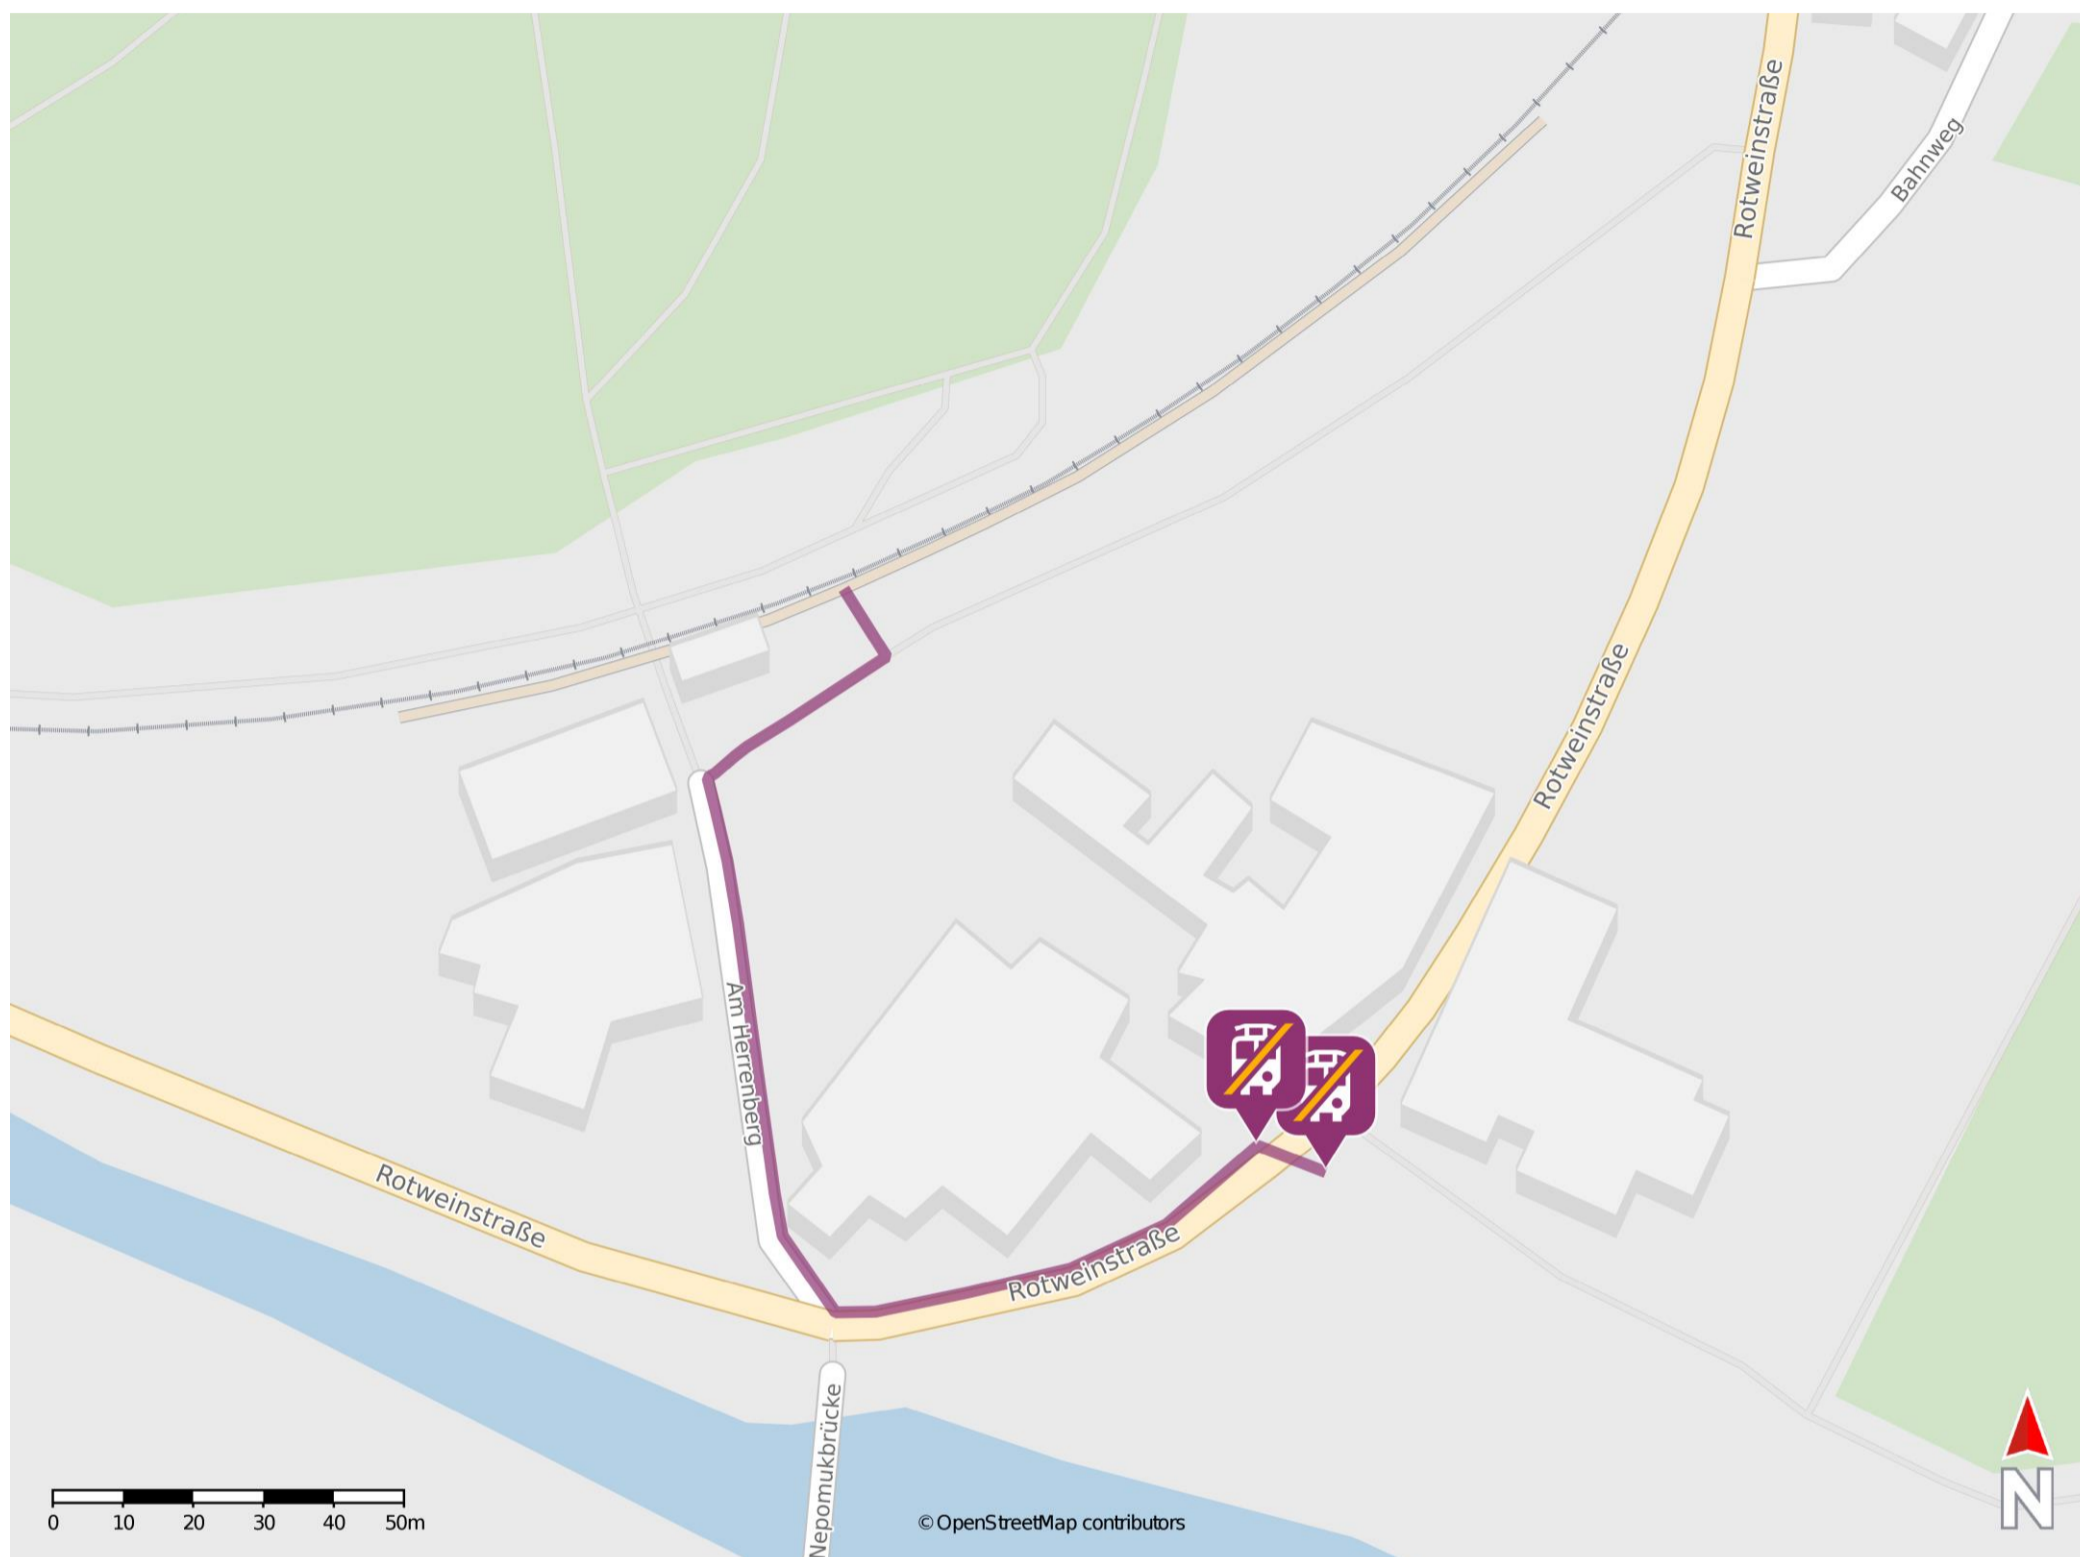 Rotweinstraße
Bahnweg
Rotweinstraße
Am Herrenberg
Rotweinstraße
Rotweinstraße
Nepomukbrücke
0 10 20 30 40 50m
© OpenStreetMap contributors
N